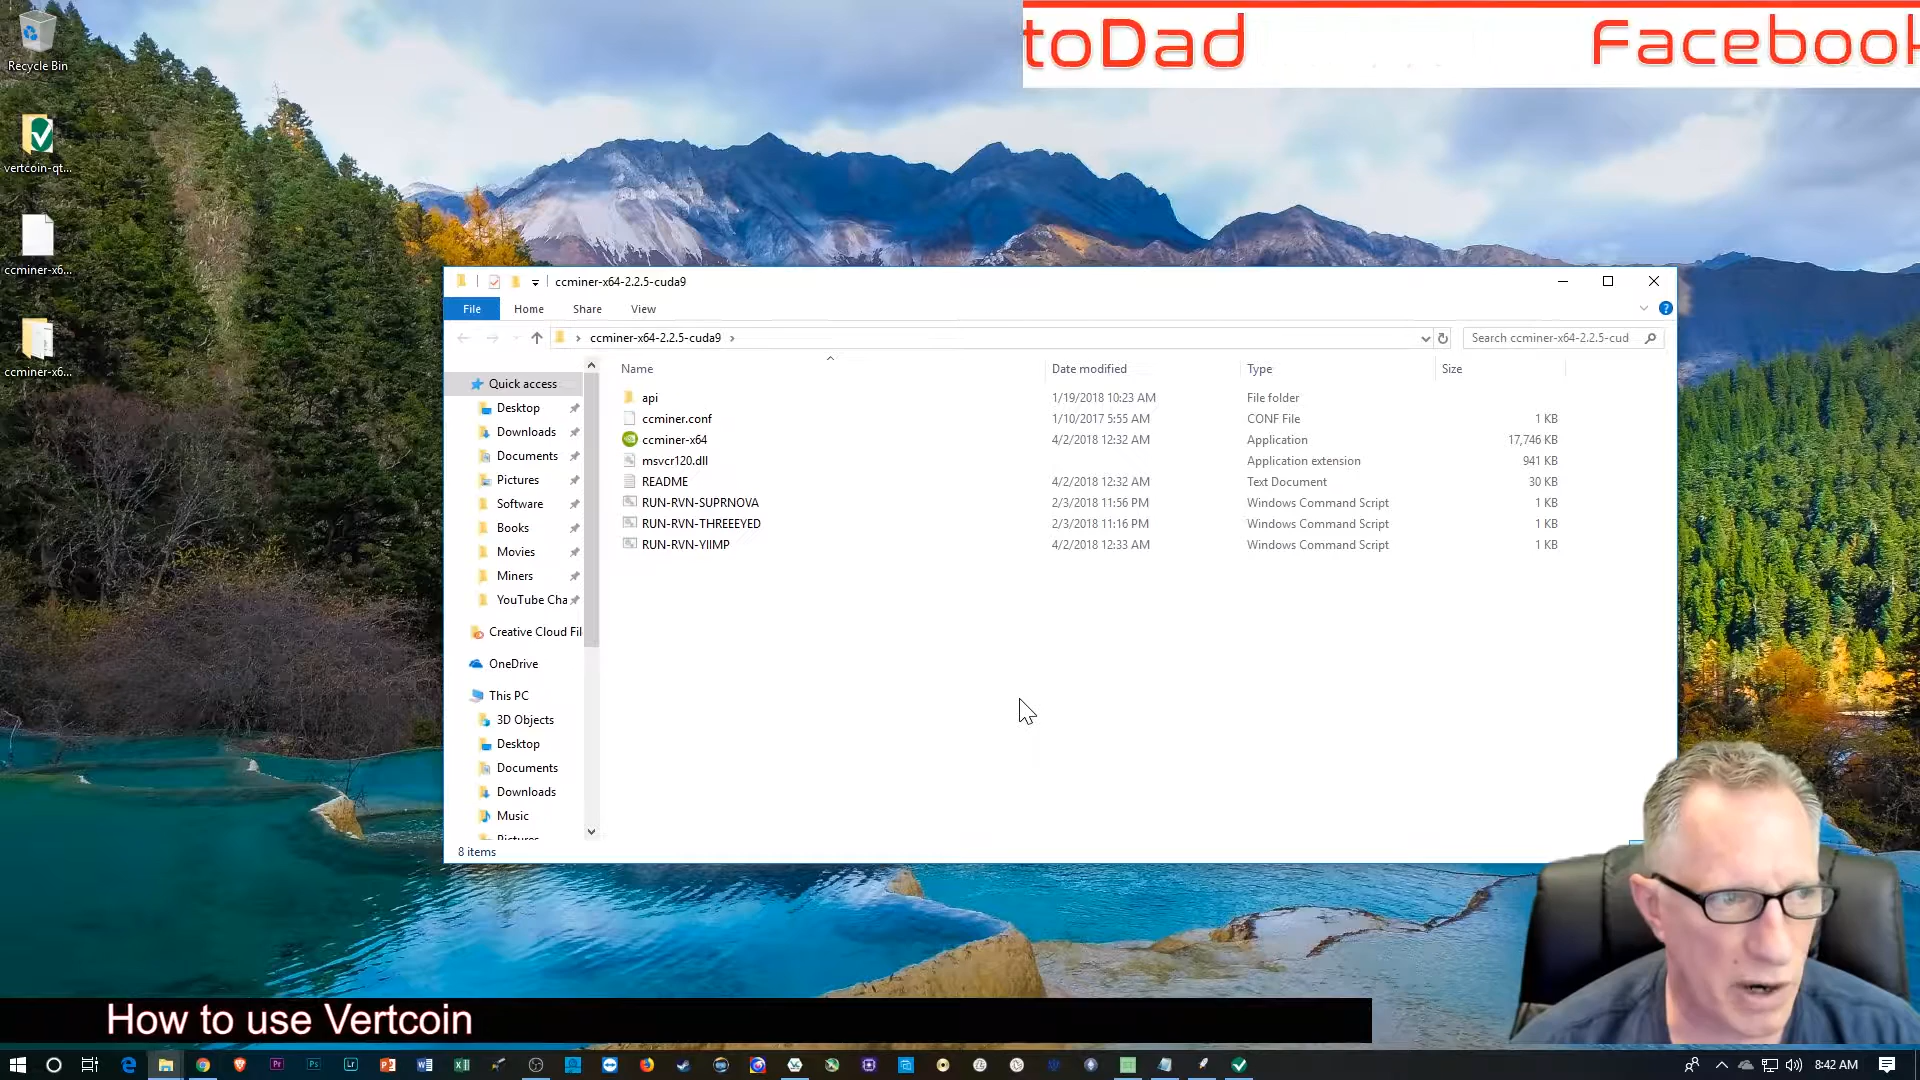 toDad Facebook
Recycle Bin
vertcoin-qt...
ccminer-x6...
ccminer-x6...
ccminer-x64-2.2.5-cuda9
File Home Share View
ccminer-x64-2.2.5-cuda9
Search ccminer-x64-2.2.5-cud
Name Date modified Type Size
api 1/19/2018 10:23 AM File folder
ccminer.conf 1/10/2017 5:55 AM CONF File 1 KB
ccminer-x64 4/2/2018 12:32 AM Application 17,746 KB
msvcr120.dll Application extension 941 KB
README 4/2/2018 12:32 AM Text Document 30 KB
RUN-RVN-SUPRNOVA 2/3/2018 11:56 PM Windows Command Script 1 KB
RUN-RVN-THREEEYED 2/3/2018 11:16 PM Windows Command Script 1 KB
RUN-RVN-YIIMP 4/2/2018 12:33 AM Windows Command Script 1 KB
Quick access
Desktop
Downloads
Documents
Pictures
Software
Books
Movies
Miners
YouTube Cha
Creative Cloud Fil
OneDrive
This PC
3D Objects
Desktop
Documents
Downloads
Music
Pictures
8 items
How to use Vertcoin
8:42 AM